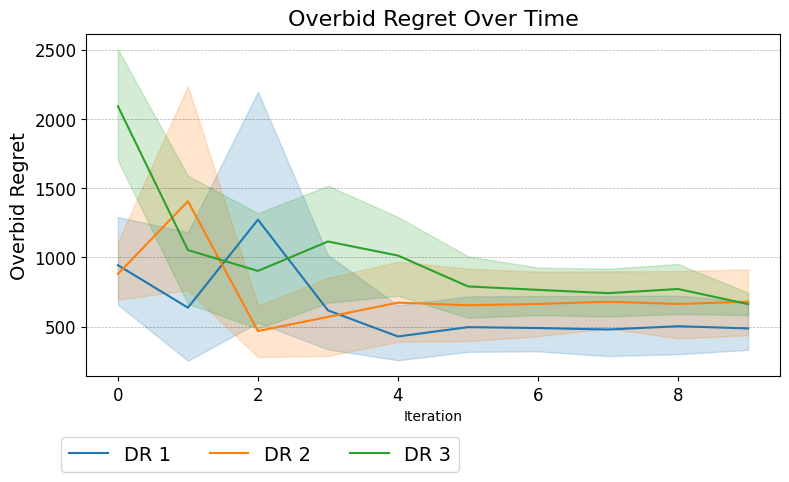 Overbid Regret Over Time
Overbid Regret
2500
2000
1500
1000
500
0 2 4 6 8
Iteration
DR 1 DR 2 DR 3